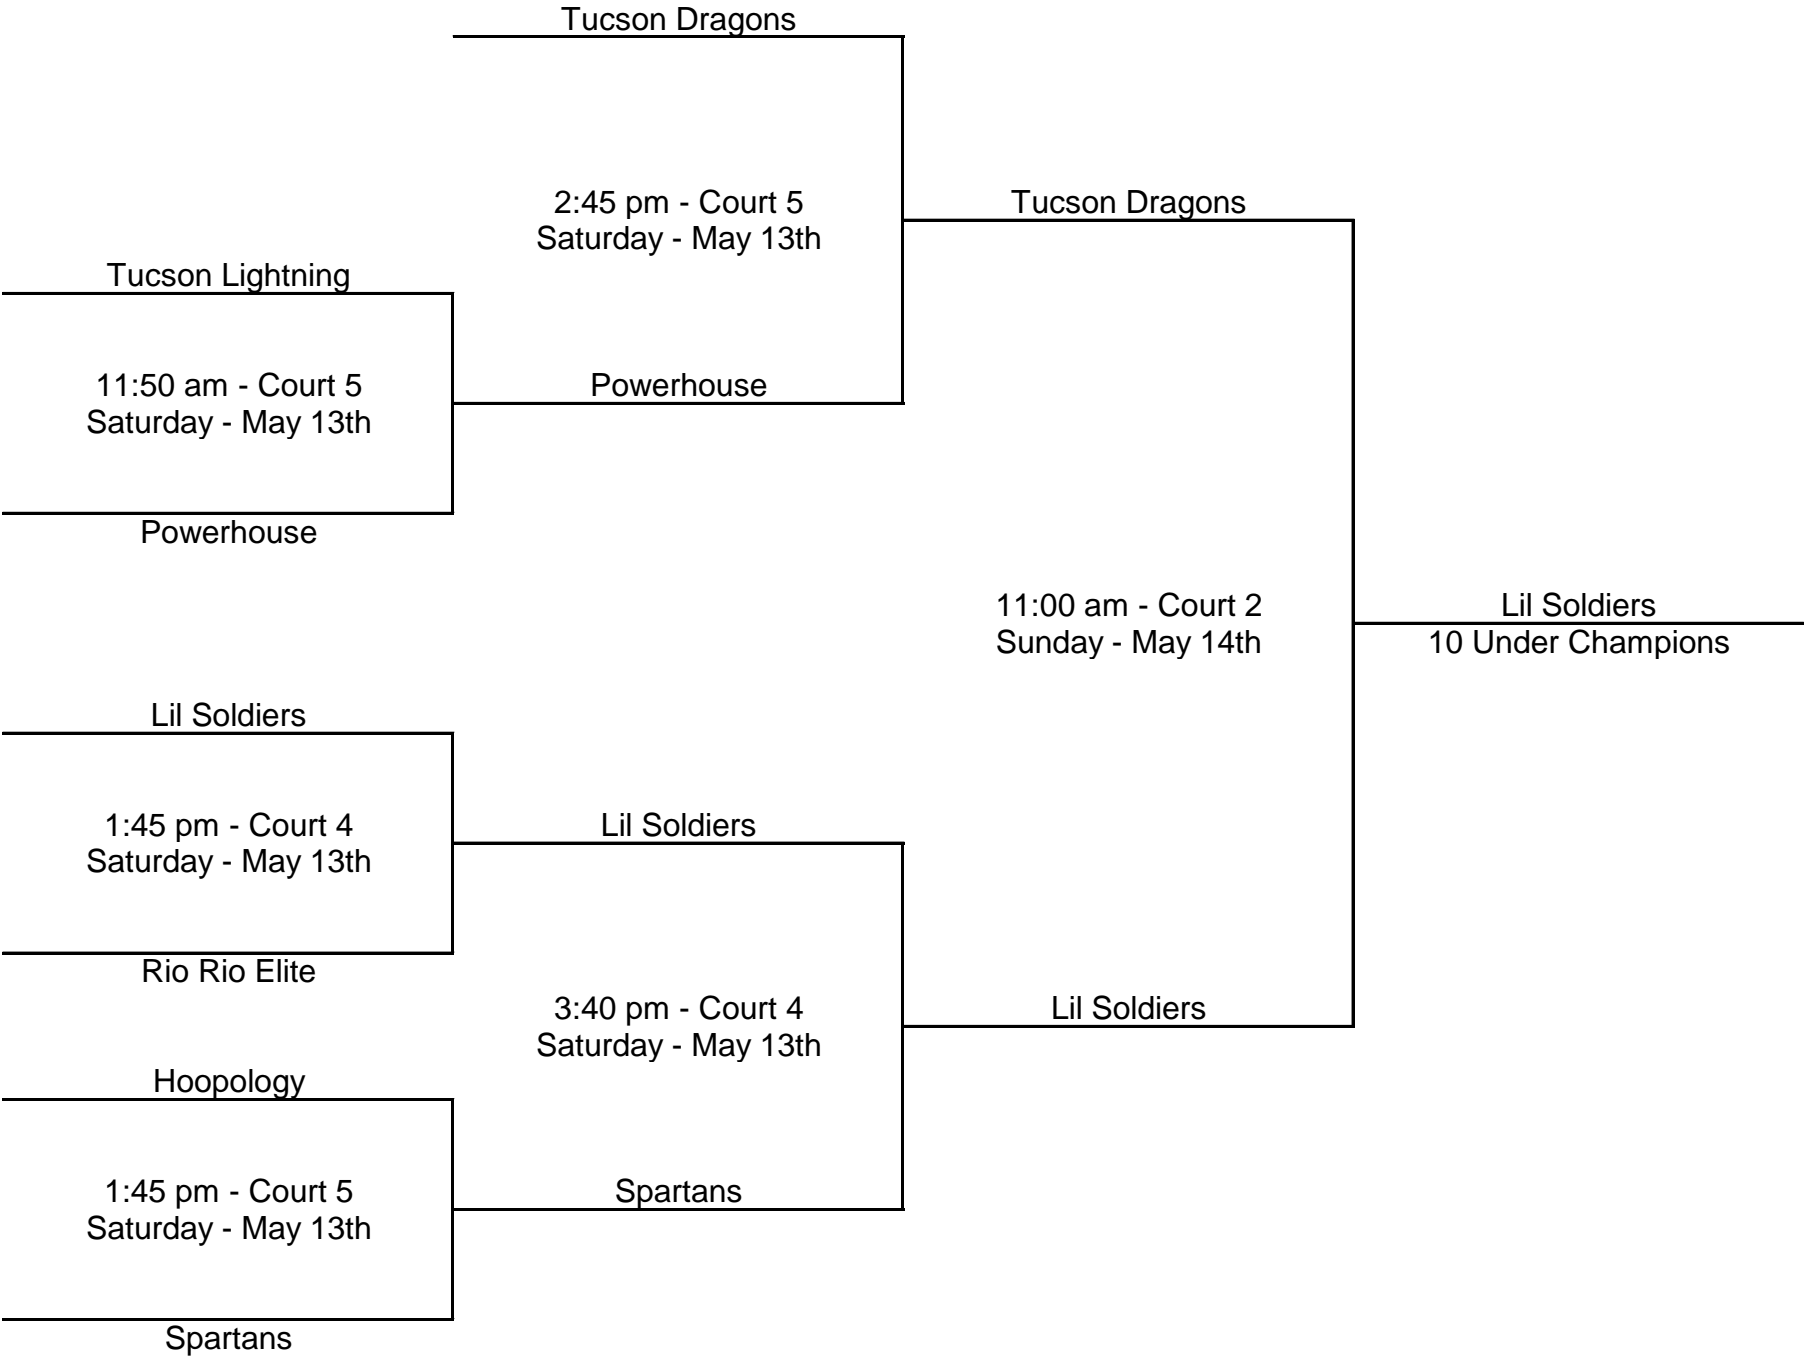 Tucson Dragons
2:45 pm - Court 5
Saturday - May 13th
Tucson Dragons
Tucson Lightning
11:50 am - Court 5
Saturday - May 13th
Powerhouse
Powerhouse
11:00 am - Court 2
Sunday - May 14th
Lil Soldiers
10 Under Champions
Lil Soldiers
1:45 pm - Court 4
Saturday - May 13th
Lil Soldiers
Rio Rio Elite
3:40 pm - Court 4
Saturday - May 13th
Lil Soldiers
Hoopology
1:45 pm - Court 5
Saturday - May 13th
Spartans
Spartans